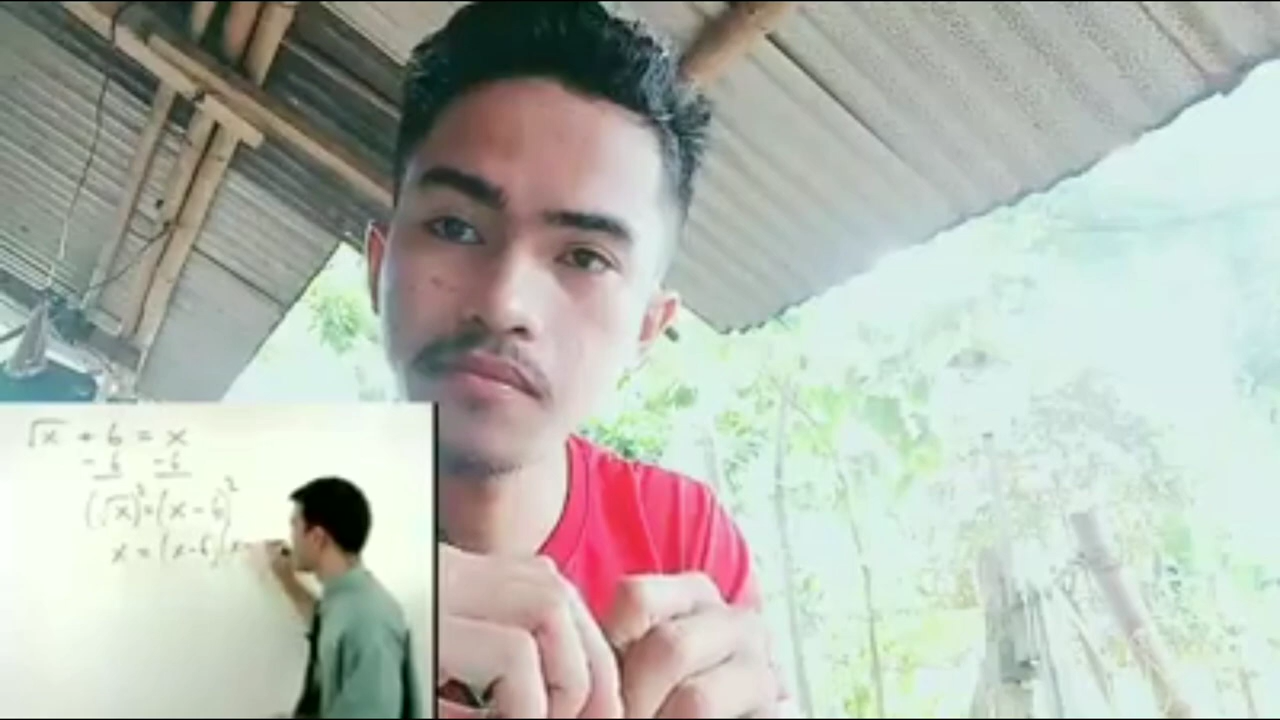 √x + 6 = x
- 6 -6
(√x)²=(x - 6)²
x = (x-6)(x-